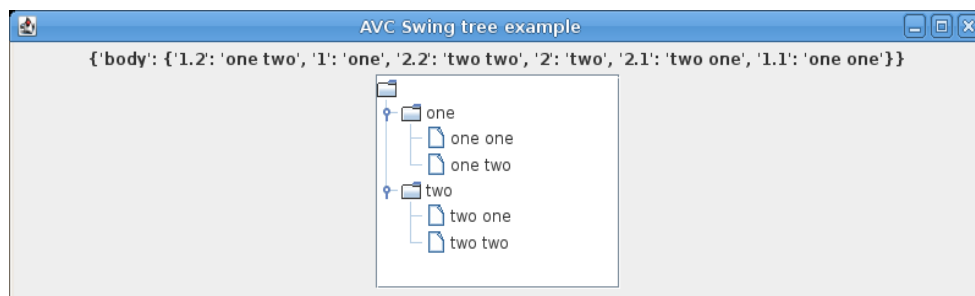 AVC Swing tree example
{'body': {'1.2': 'one two', '1': 'one', '2.2': 'two two', '2': 'two', '2.1': 'two one', '1.1': 'one one'}}
one
one one
one two
two
two one
two two